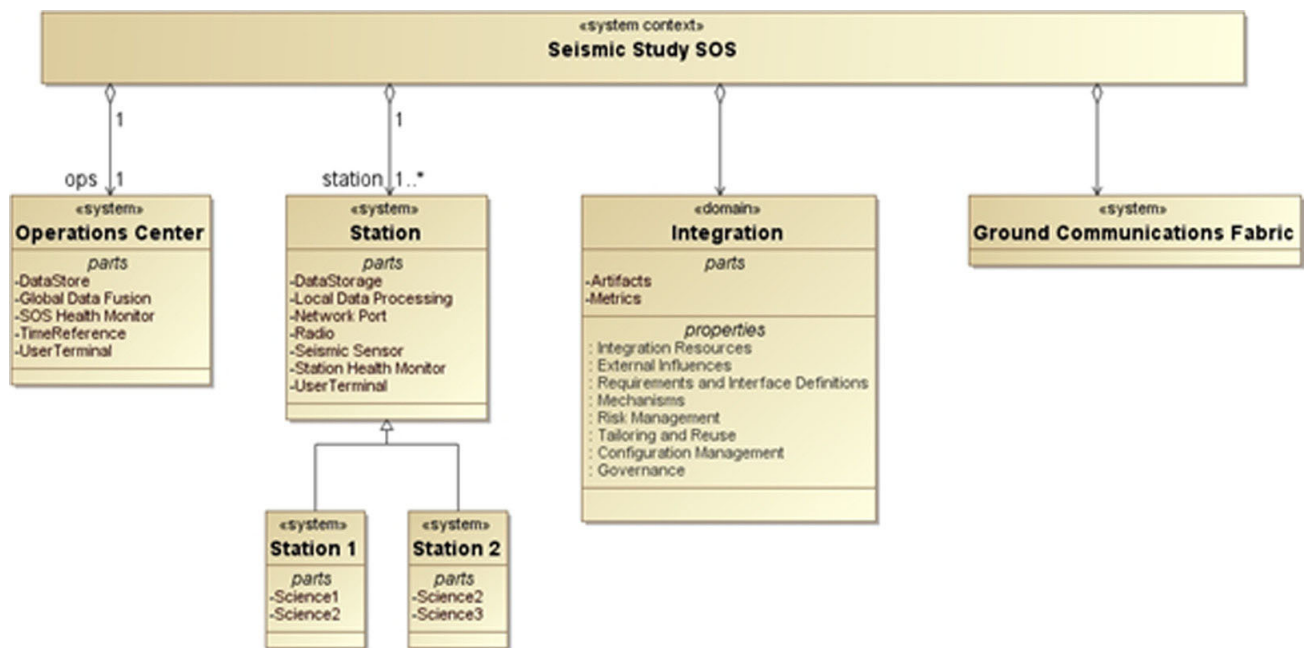 «system context»
Seismic Study SOS
1
1
ops 1
station 1..*
«system»
Operations Center
parts
-DataStore
-Global Data Fusion
-SOS Health Monitor
-TimeReference
-UserTerminal
«system»
Station
parts
-DataStorage
-Local Data Processing
-Network Port
-Radio
-Seismic Sensor
-Station Health Monitor
-UserTerminal
«domain»
Integration
parts
-Artifacts
-Metrics
properties
: Integration Resources
: External Influences
: Requirements and Interface Definitions
: Mechanisms
: Risk Management
: Tailoring and Reuse
: Configuration Management
: Governance
«system»
Ground Communications Fabric
«system»
Station 1
parts
-Science1
-Science2
«system»
Station 2
parts
-Science2
-Science3